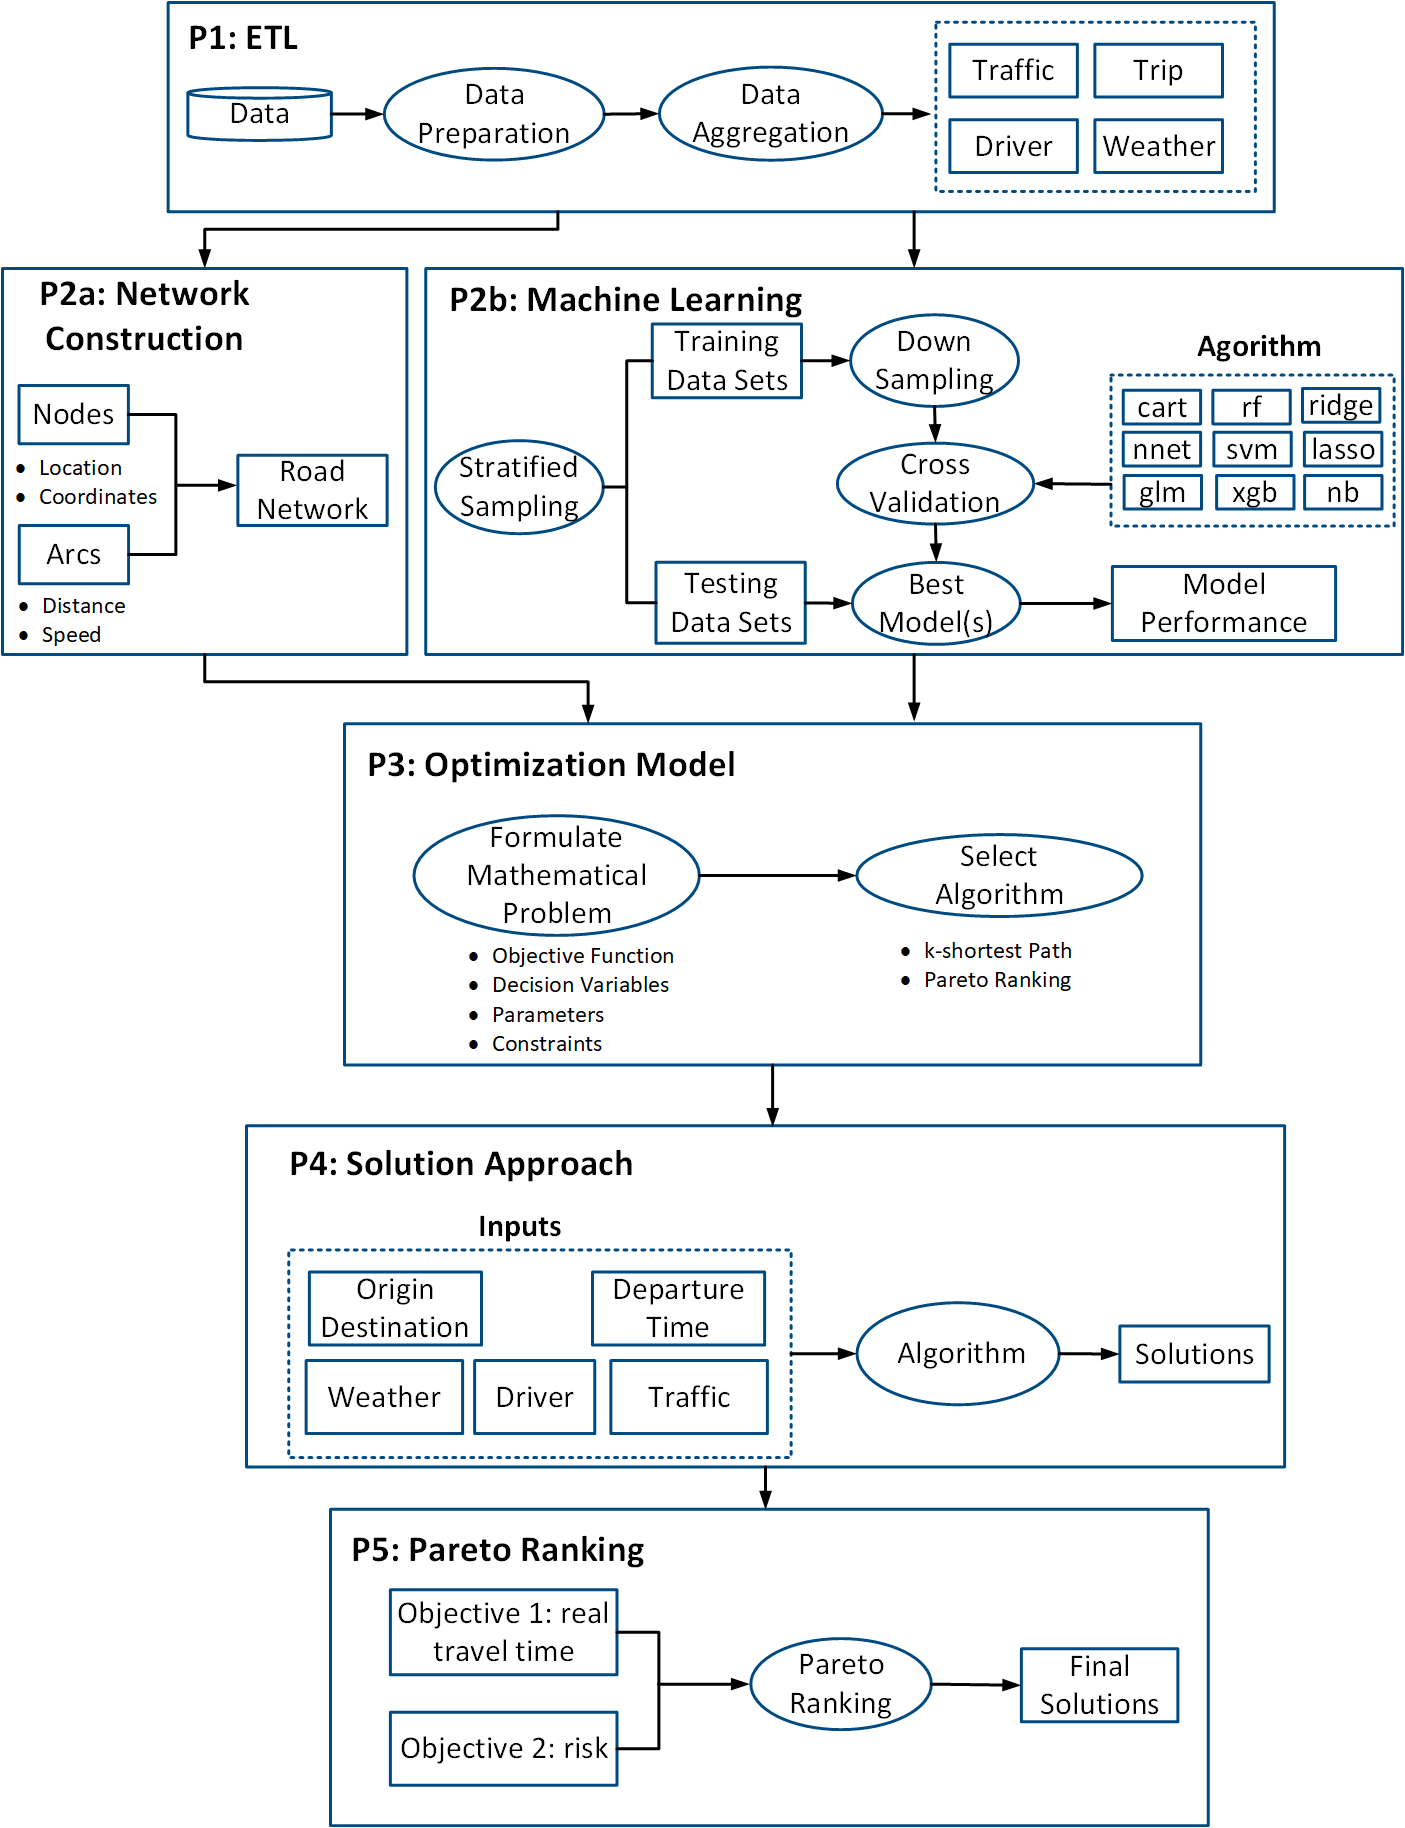 P1: ETL
Data
Data
Preparation
Data
Aggregation
Traffic
Trip
Driver
Weather
P2a: Network
Construction
Nodes
• Location
• Coordinates
Arcs
• Distance
• Speed
Road
Network
P2b: Machine Learning
Stratified
Sampling
Training
Data Sets
Down
Sampling
Cross
Validation
Agorithm
cart
rf
ridge
nnet
svm
lasso
glm
xgb
nb
Testing
Data Sets
Best
Model(s)
Model
Performance
P3: Optimization Model
Formulate
Mathematical
Problem
• Objective Function
• Decision Variables
• Parameters
• Constraints
Select
Algorithm
• k-shortest Path
• Pareto Ranking
P4: Solution Approach
Inputs
Origin
Destination
Departure
Time
Weather
Driver
Traffic
Algorithm
Solutions
P5: Pareto Ranking
Objective 1: real
travel time
Objective 2: risk
Pareto
Ranking
Final
Solutions